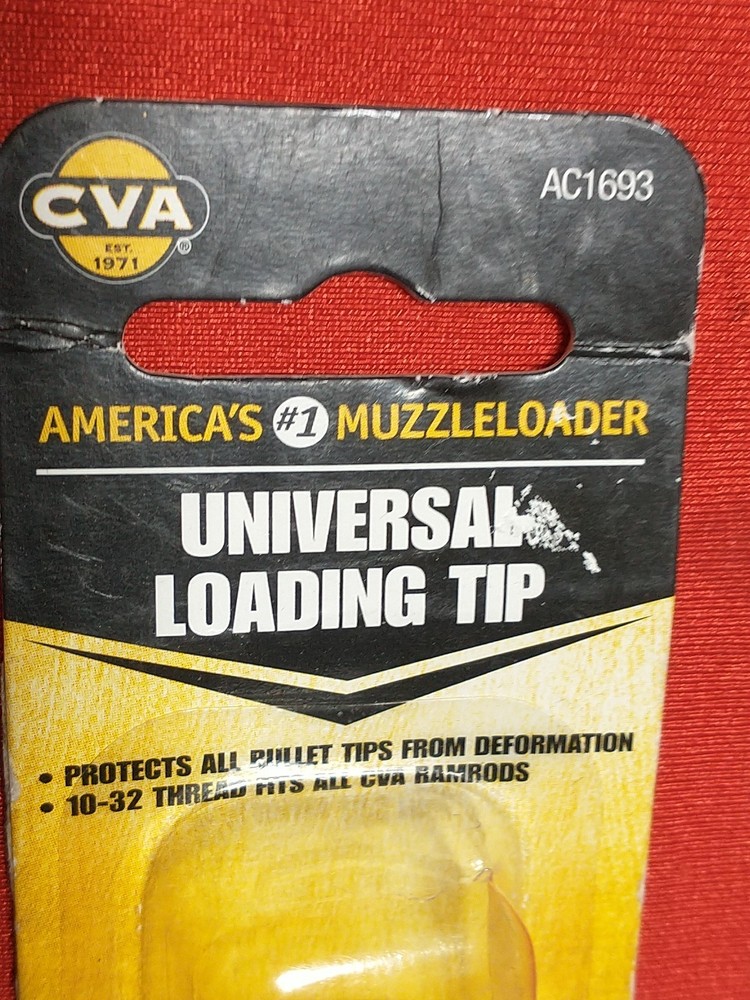 CVA
EST.
1971
®
AC1693
AMERICA'S #1 MUZZLELOADER
UNIVERSAL
LOADING TIP
• PROTECTS ALL BULLET TIPS FROM DEFORMATION
• 10-32 THREAD FITS ALL CVA RAMRODS